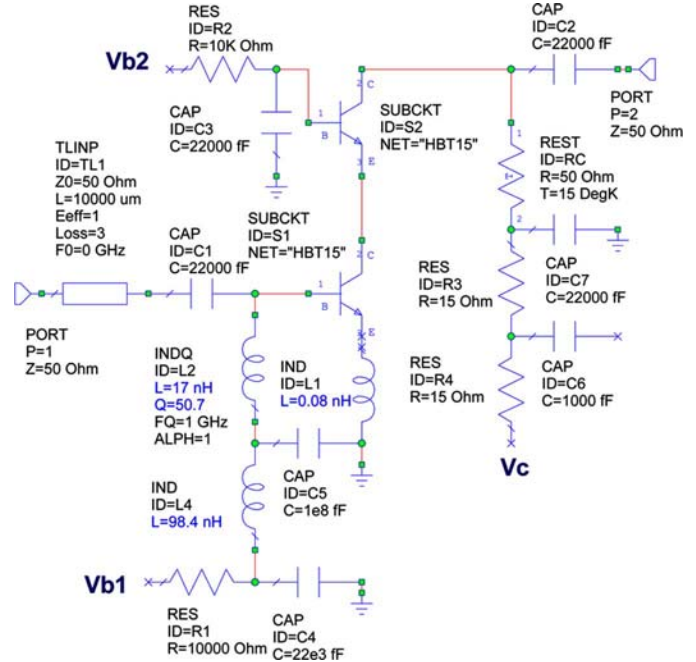 RES
ID=R2
R=10K Ohm
Vb2
CAP
ID=C3
C=22000 fF
1
B
2
C
3
E
SUBCKT
ID=S2
NET="HBT15"
CAP
ID=C2
C=22000 fF
PORT
P=2
Z=50 Ohm
TLINP
ID=TL1
Z0=50 Ohm
L=10000 um
Eeff=1
Loss=3
F0=0 GHz
CAP
ID=C1
C=22000 fF
SUBCKT
ID=S1
NET="HBT15"
1
B
2
C
E
1
REST
ID=RC
R=50 Ohm
T=15 DegK
2
RES
ID=R3
R=15 Ohm
CAP
ID=C7
C=22000 fF
PORT
P=1
Z=50 Ohm
INDQ
ID=L2
L=17 nH
Q=50.7
FQ=1 GHz
ALPH=1
IND
ID=L1
L=0.08 nH
RES
ID=R4
R=15 Ohm
CAP
ID=C6
C=1000 fF
Vc
CAP
ID=C5
C=1e8 fF
IND
ID=L4
L=98.4 nH
Vb1
RES
ID=R1
R=10000 Ohm
CAP
ID=C4
C=22e3 fF